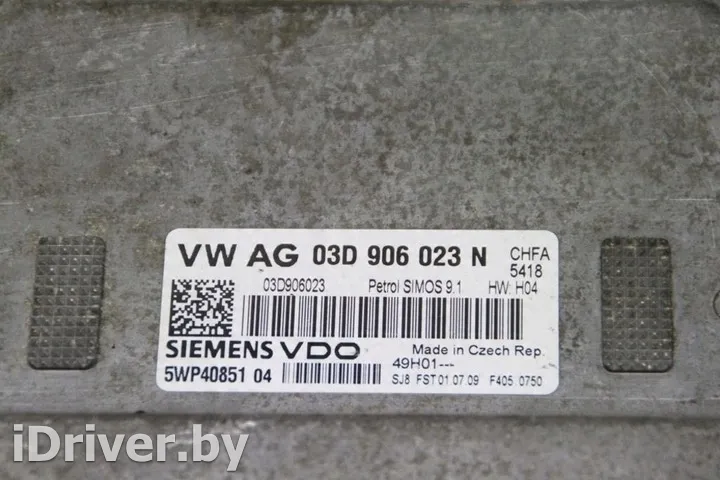 VW AG 03D 906 023 N CHFA
5418
03D906023 Petrol SIMOS 9.1 HW: H04
SIEMENS VDO Made in Czech Rep.
49H01---
5WP40851 04 SJ8 FST 01 07.09 F405 0750
iDriver.by